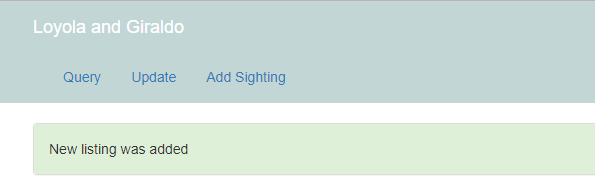 Loyola and Giraldo
Query Update Add Sighting
New listing was added